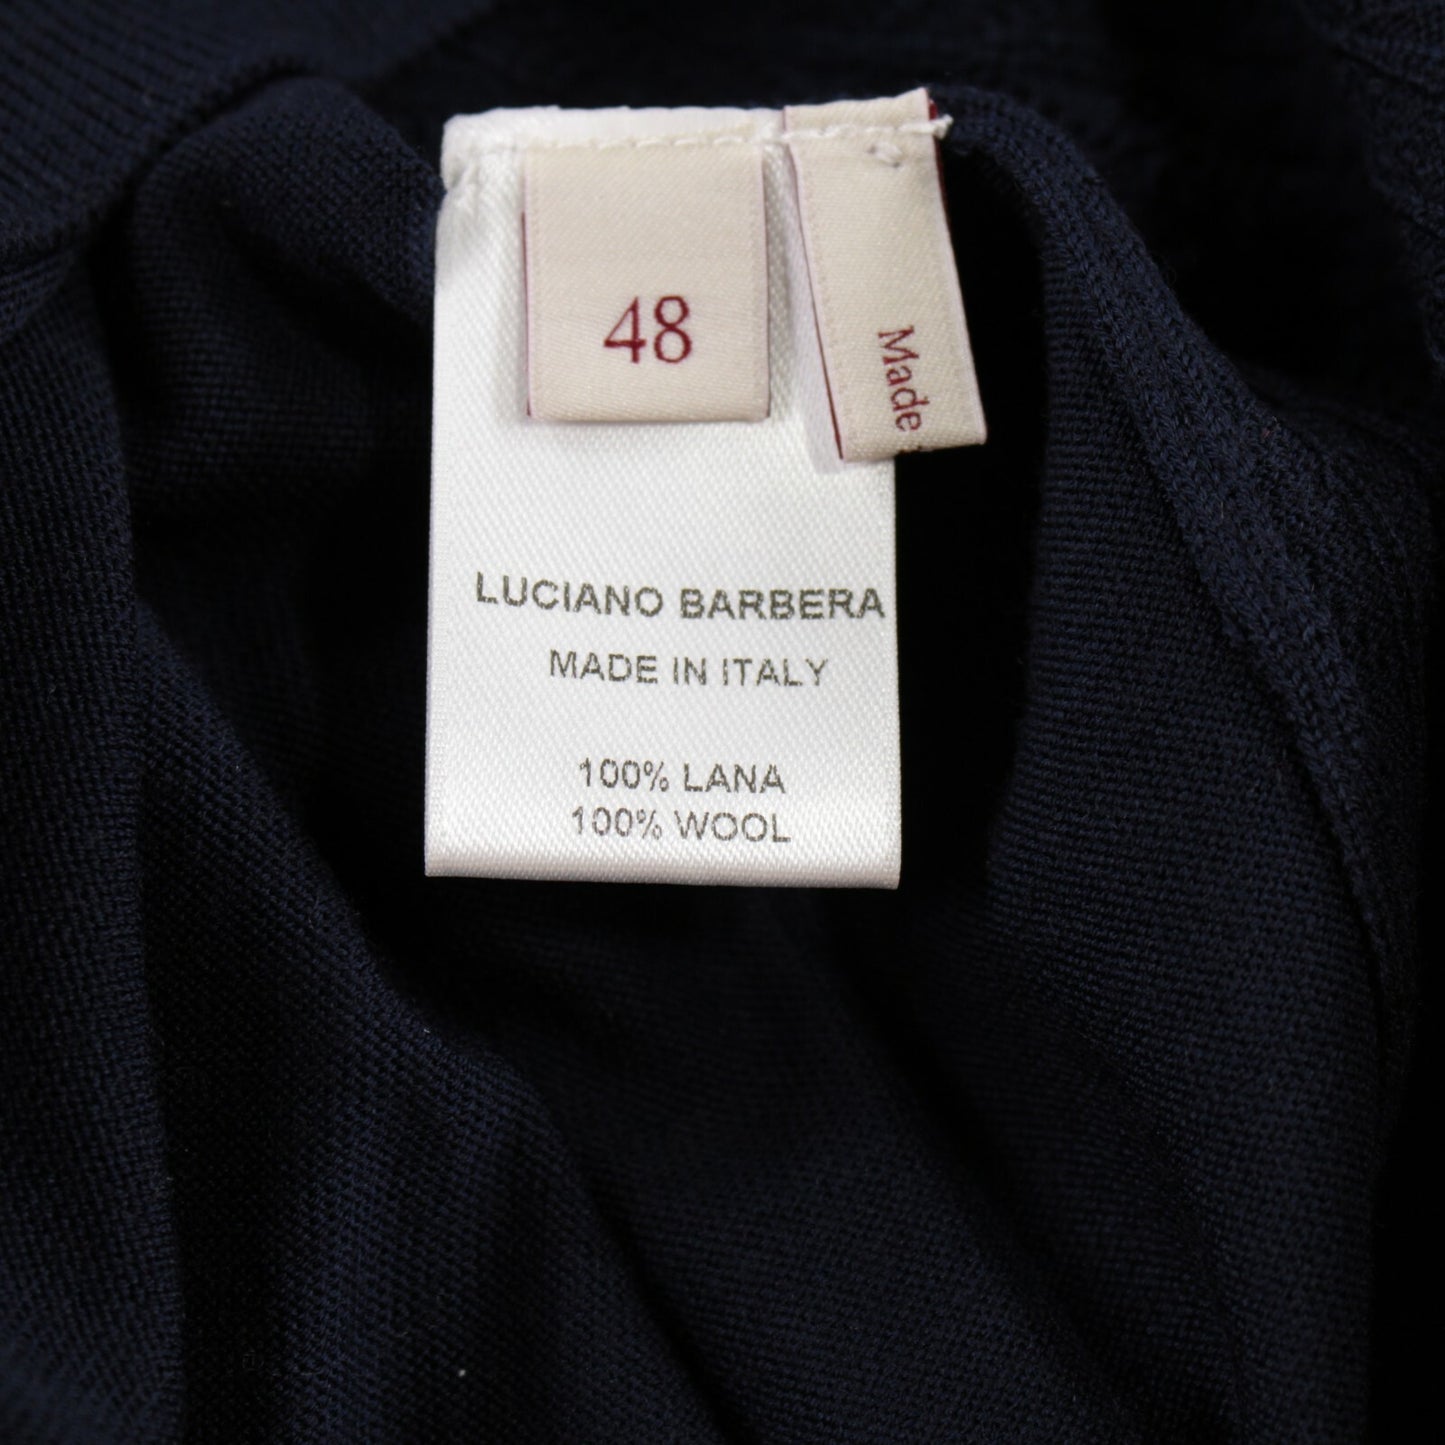 48
Made
LUCIANO BARBERA
MADE IN ITALY
100% LANA
100% WOOL